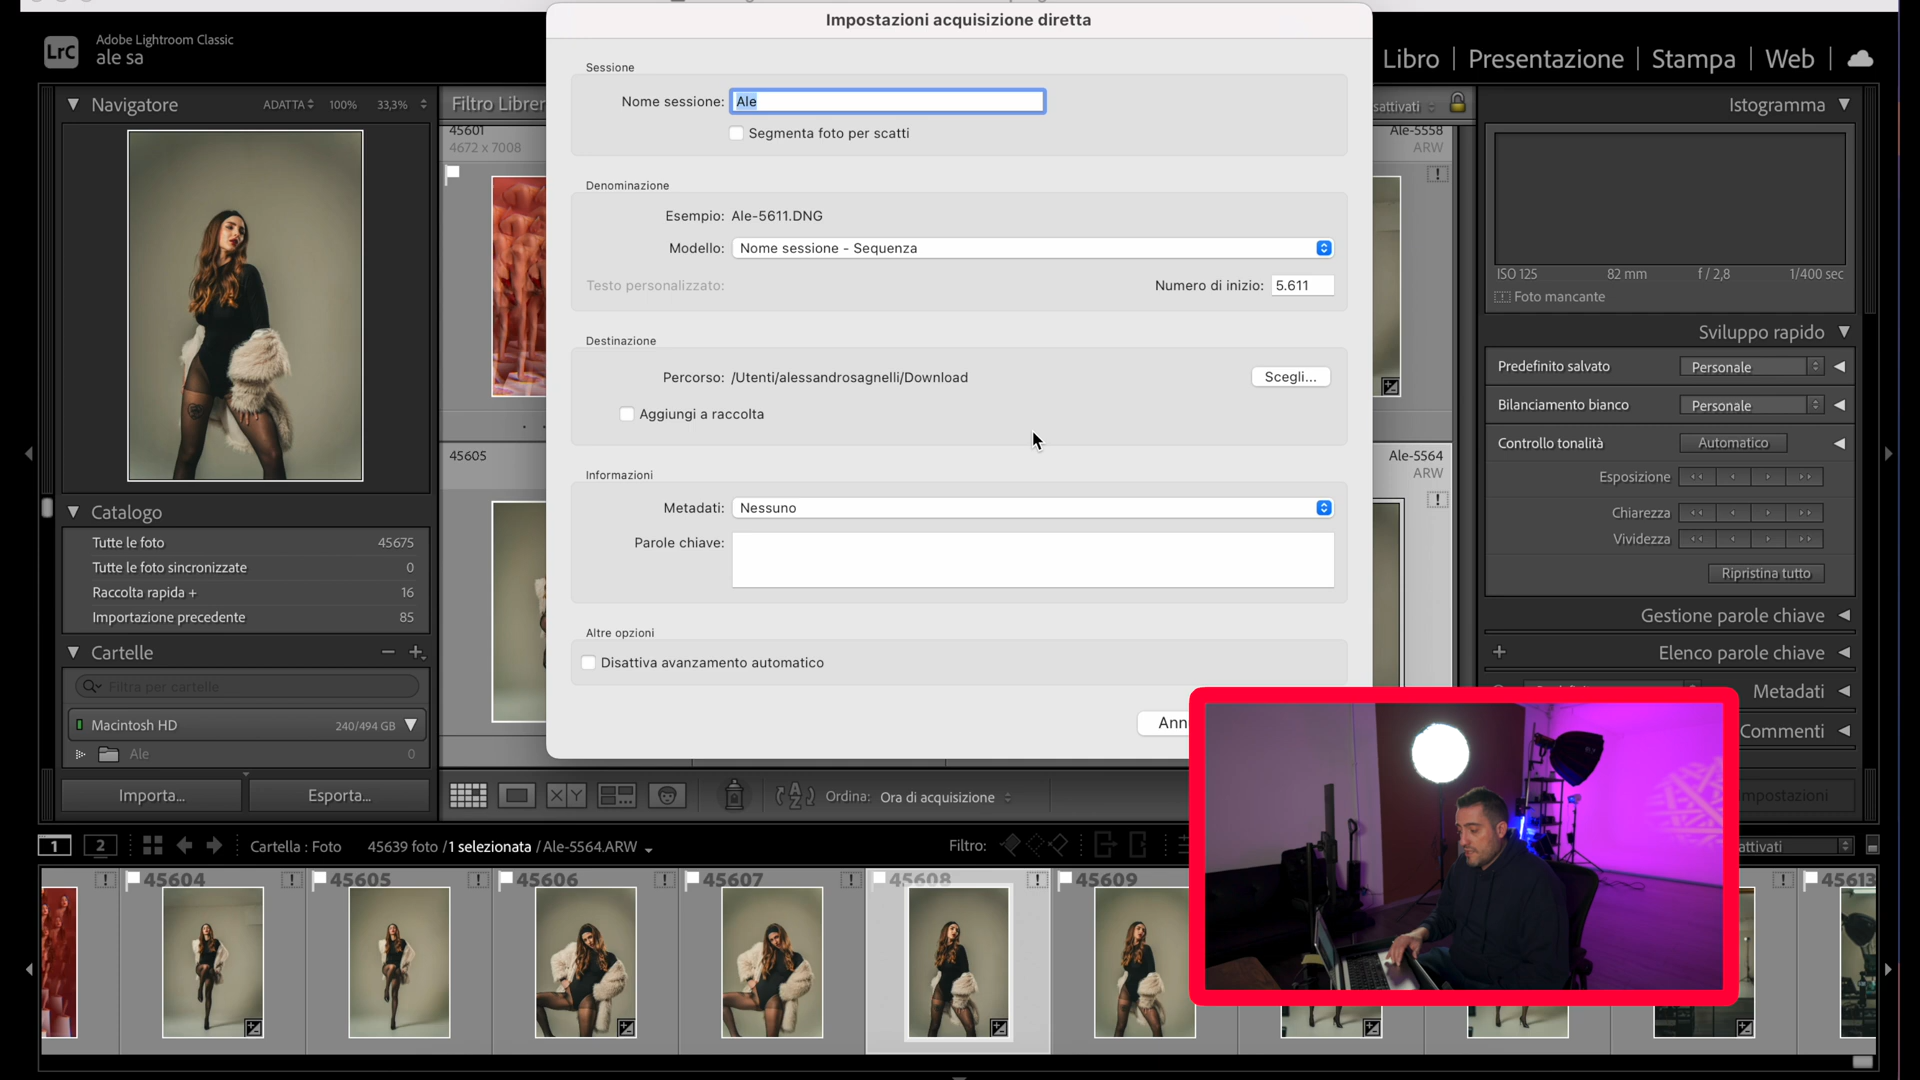 Impostazioni acquisizione diretta
LrC
Adobe Lightroom Classic
ale sa
Libro
Presentazione
Stampa
Web
Navigatore
ADATTA
100%
33,3%
Catalogo
Tutte le foto 45675
Tutte le foto sincronizzate 0
Raccolta rapida + 16
Importazione precedente 85
Cartelle
Filtra per cartelle
Macintosh HD 240/494 GB
Ale 0
Importa...
Esporta...
45601
4672 x 7008
45605
Sessione
Nome sessione: Ale
Segmenta foto per scatti
Denominazione
Esempio: Ale-5611.DNG
Modello: Nome sessione - Sequenza
Testo personalizzato:
Numero di inizio: 5.611
Destinazione
Percorso: /Utenti/alessandrosagnelli/Download
Scegli...
Aggiungi a raccolta
Informazioni
Metadati: Nessuno
Parole chiave:
Altre opzioni
Disattiva avanzamento automatico
Ale-5558
ARW
Ale-5564
ARW
Istogramma
ISO 125 82 mm f / 2,8 1/400 sec
Foto mancante
Sviluppo rapido
Predefinito salvato Personale
Bilanciamento bianco Personale
Controllo tonalità Automatico
Esposizione
Chiarezza
Vividezza
Ripristina tutto
Gestione parole chiave
Elenco parole chiave
Metadati
Commenti
XY
Ordina: Ora di acquisizione
1
2
Cartella : Foto
45639 foto /1 selezionata /Ale-5564.ARW
Filtro:
45604
45605
45606
45607
45608
45609
45613